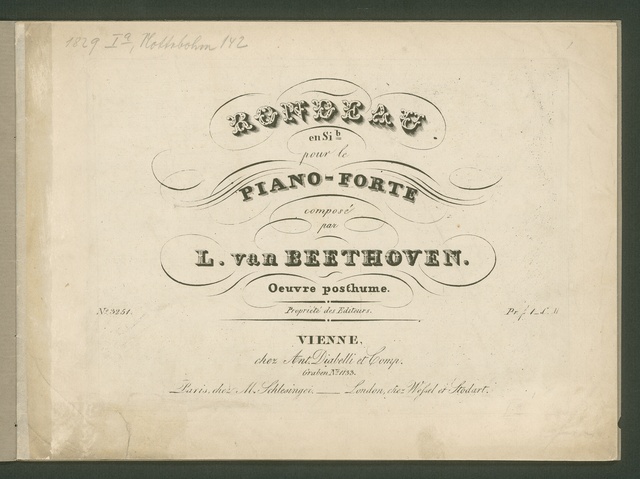 1829 Iª, Nottebohm 142
RONDEAU
en Si b
pour le
PIANO-FORTE
composé
par
L. van BEETHOVEN.
Oeuvre posthume.
Nº 3251.
Propriété des Editeurs.
VIENNE,
chez Ant. Diabelli et Comp.
Graben Nº 1133.
Paris, chez M. Schlesinger. London, chez Wessel et Stodart.